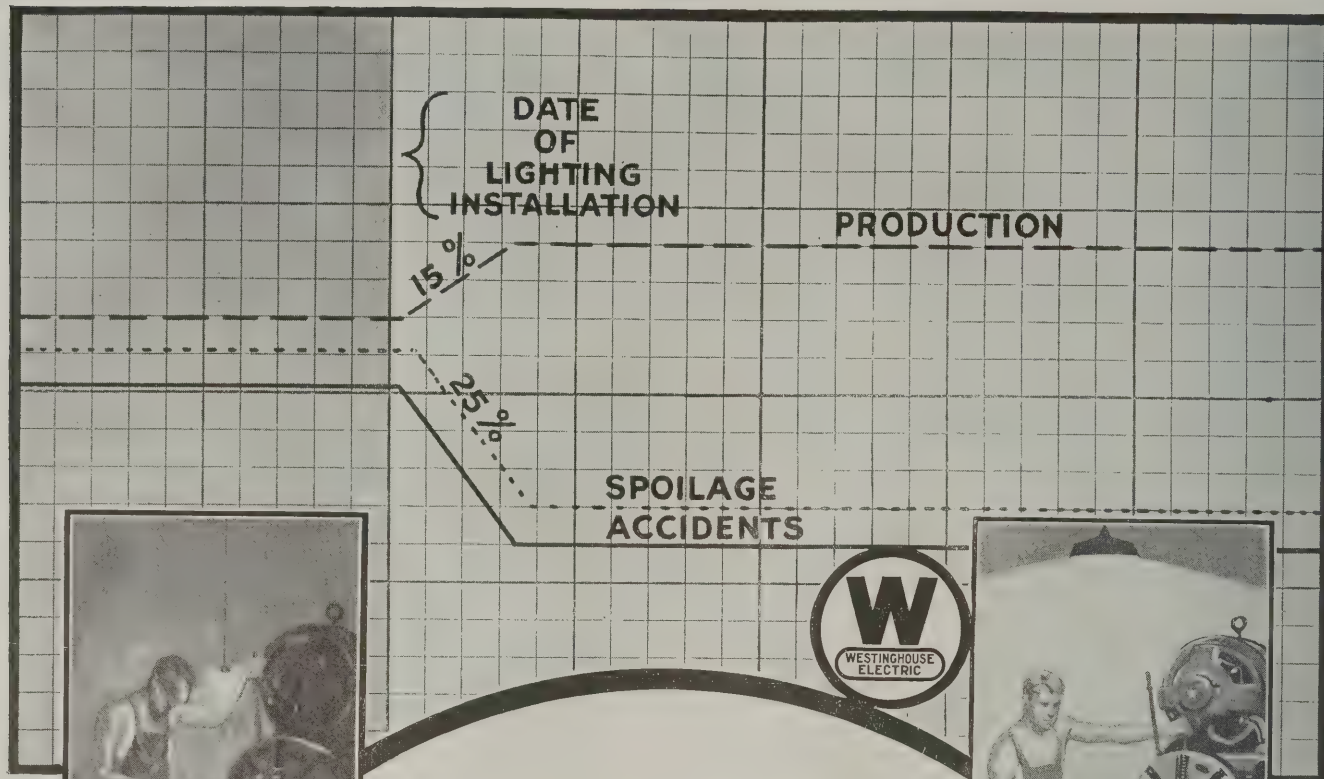 DATE
OF
LIGHTING
INSTALLATION
PRODUCTION
15%
25%
SPOILAGE
ACCIDENTS
W
WESTINGHOUSE
ELECTRIC